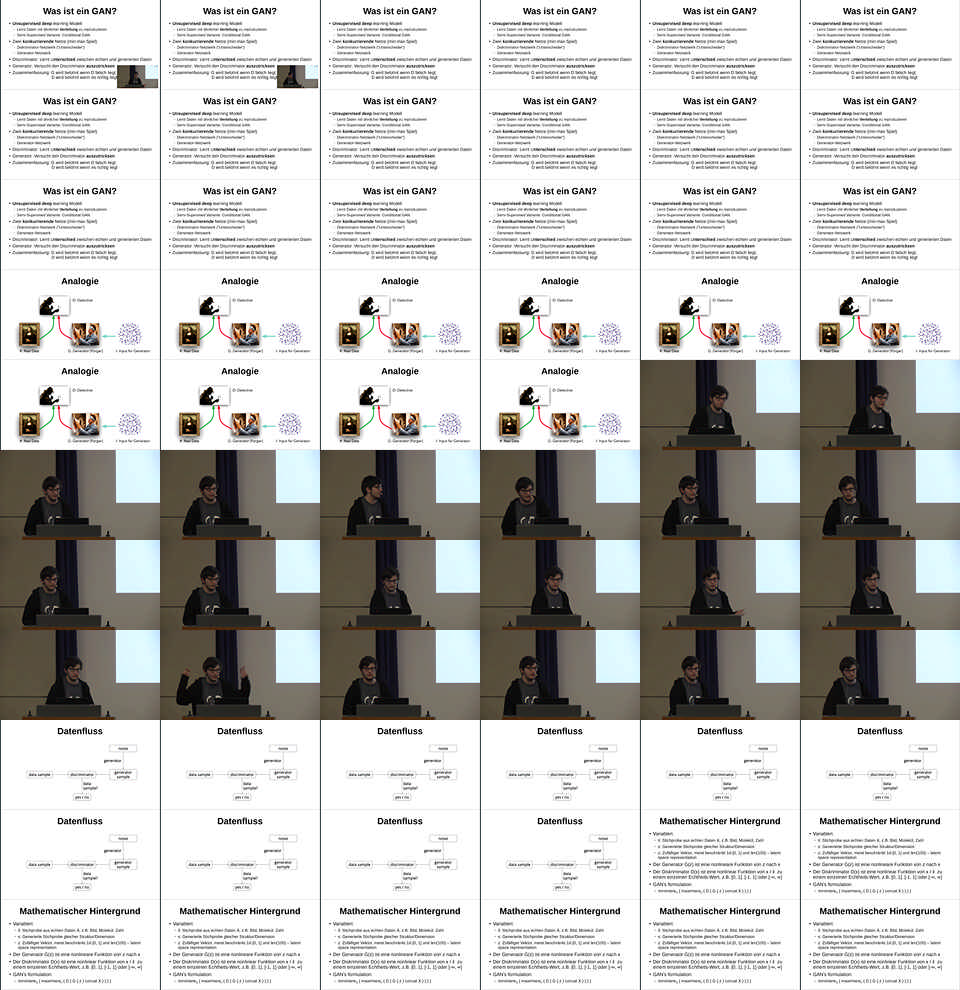 Was ist ein GAN?
• Unsupervised deep learning Modell
– Lernt Daten mit ähnlicher Verteilung zu reproduzieren
– Semi Supervised Variante: Conditional GAN
• Zwei konkurrierende Netze (min-max Spiel)
– Diskriminator-Netzwerk ("Unterscheider")
– Generator-Netzwerk
• Discriminator: Lernt Unterschied zwischen echten und generierten Daten
• Generator: Versucht den Discriminator auszutricksen
• Zusammenfassung: G wird belohnt wenn D falsch liegt
D wird belohnt wenn es richtig liegt
Analogie
D: Detective
R: Real Data
G: Generator (Forger)
I: Input for Generator
Datenfluss
noise
generator
data sample
discriminator
generator
sample
data
sample?
yes / no
Mathematischer Hintergrund
• Variablen:
Stichprobe aus echten Daten
z.B. Bild, Molekül, Zahl
Generierte Stichprobe gleicher Struktur/Dimension
Zufälliger Vektor, meist beschränkt
latent
space representation
• Der Generator G(z) ist eine nonlineare Funktion von z nach x
• Der Diskriminator D(x) ist eine nonlineare Funktion von
zu
einem einzelnen Echtheits-Wert, z.B. [0, 1], [-1, 1] oder [-∞, ∞]
• GAN's formulation